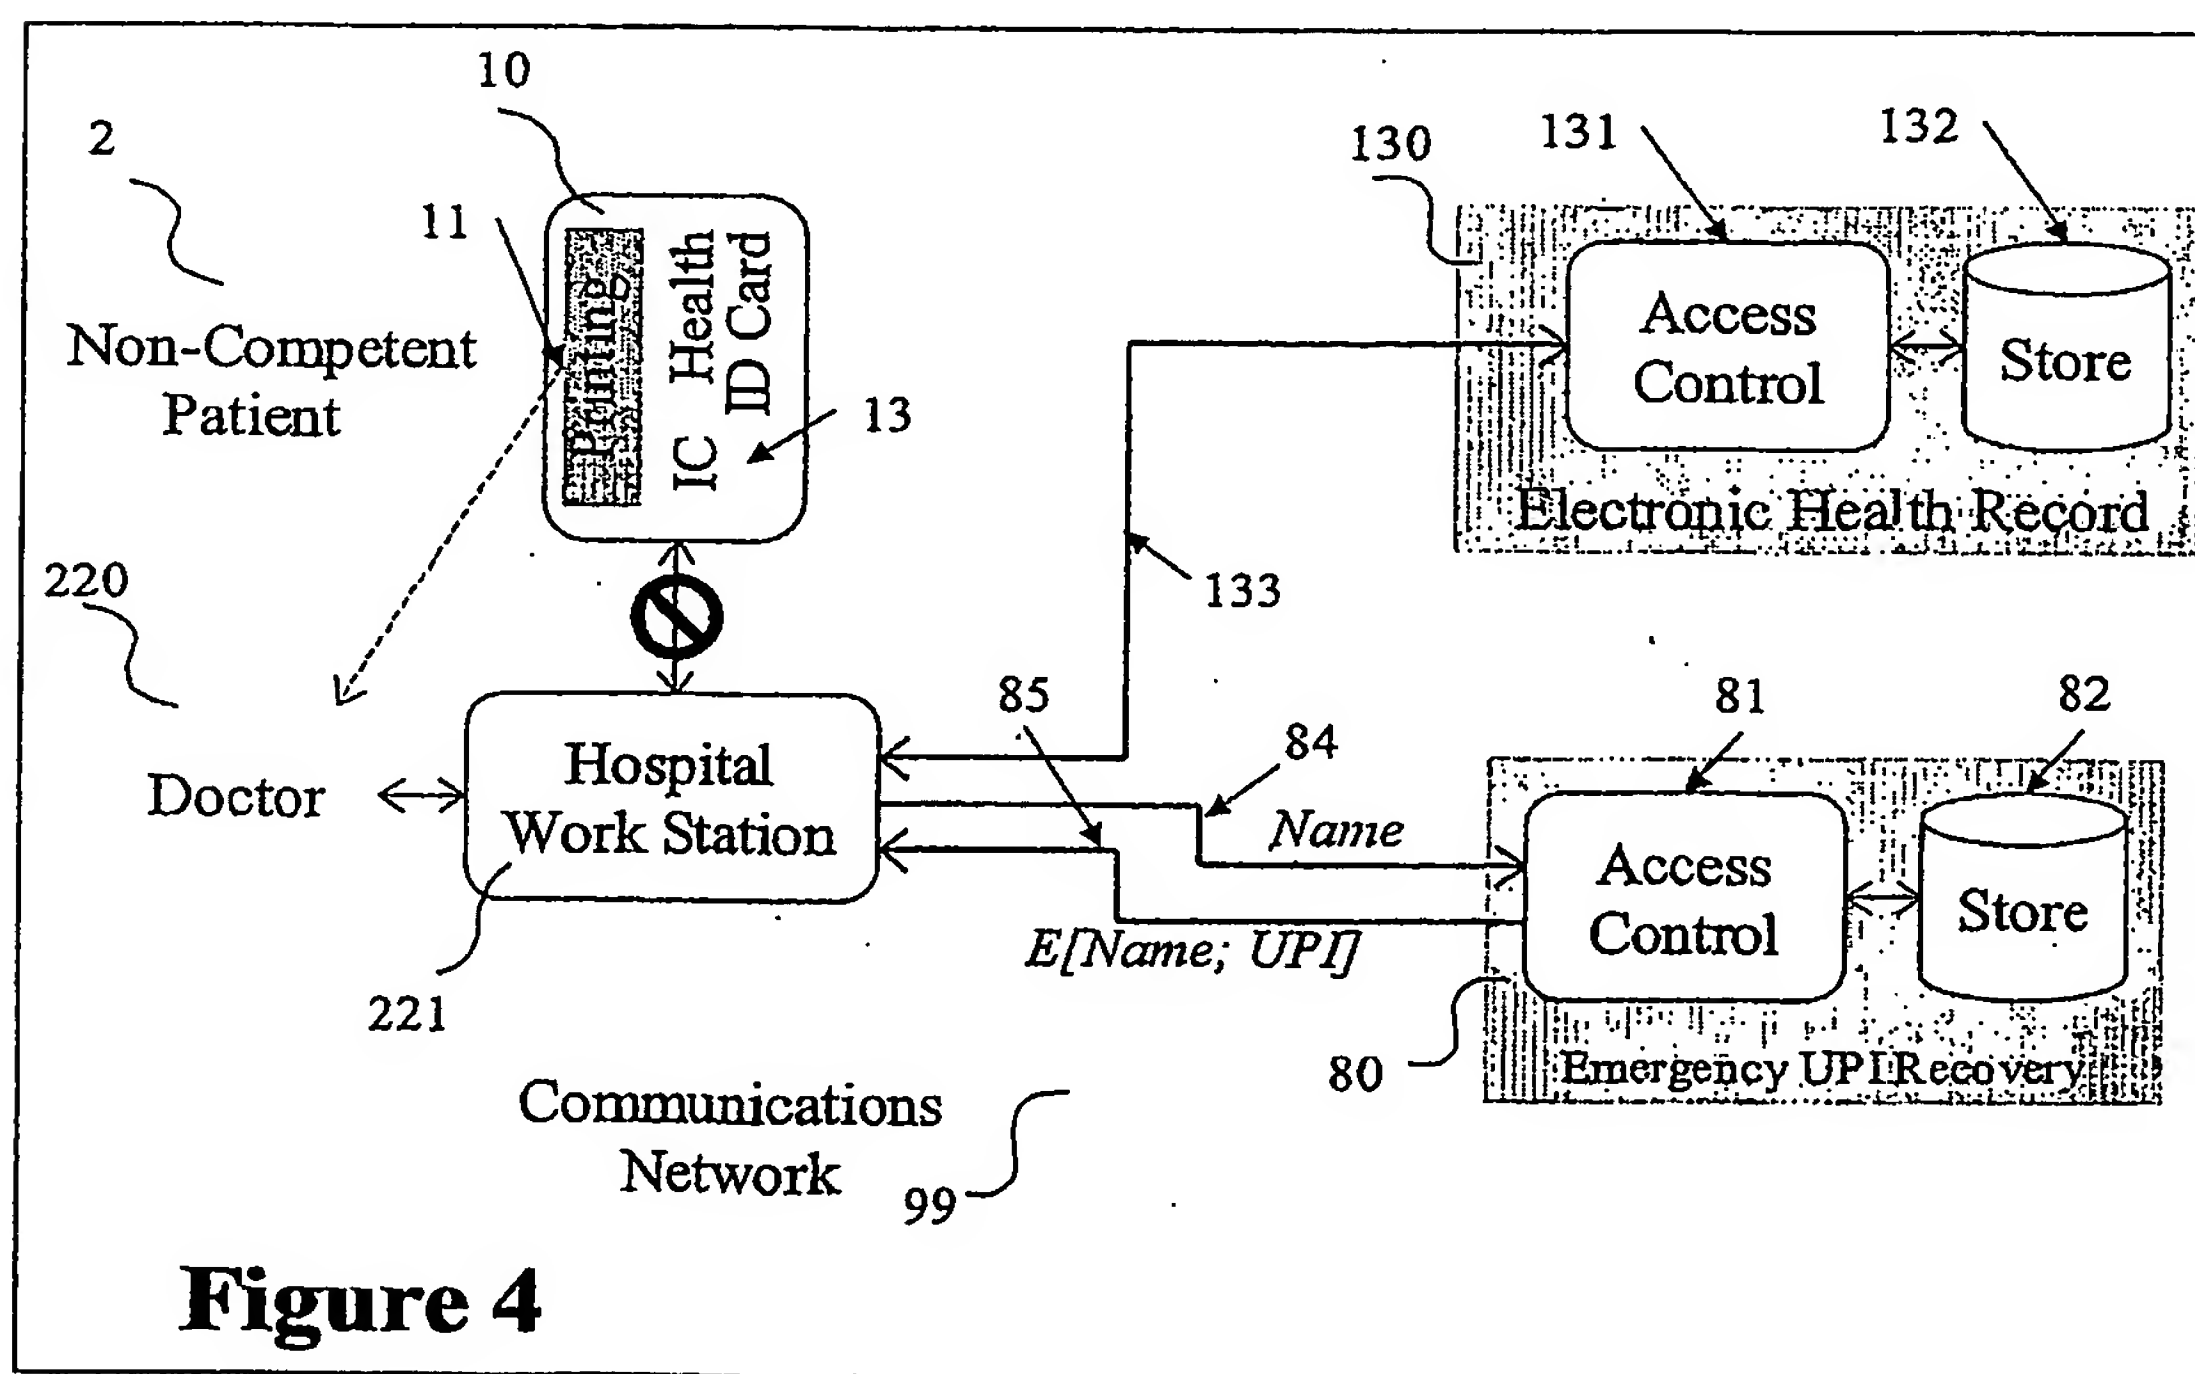 10
2
11
Printing
IC Health
ID Card
13
130
131
132
Access
Control
Store
Electronic Health Record
Non-Competent
Patient
133
220
Doctor
Hospital
Work Station
221
85
84
Name
E[Name; UPI]
81
82
Access
Control
Store
80
Emergency UPI Recovery
Communications
Network
99
Figure 4